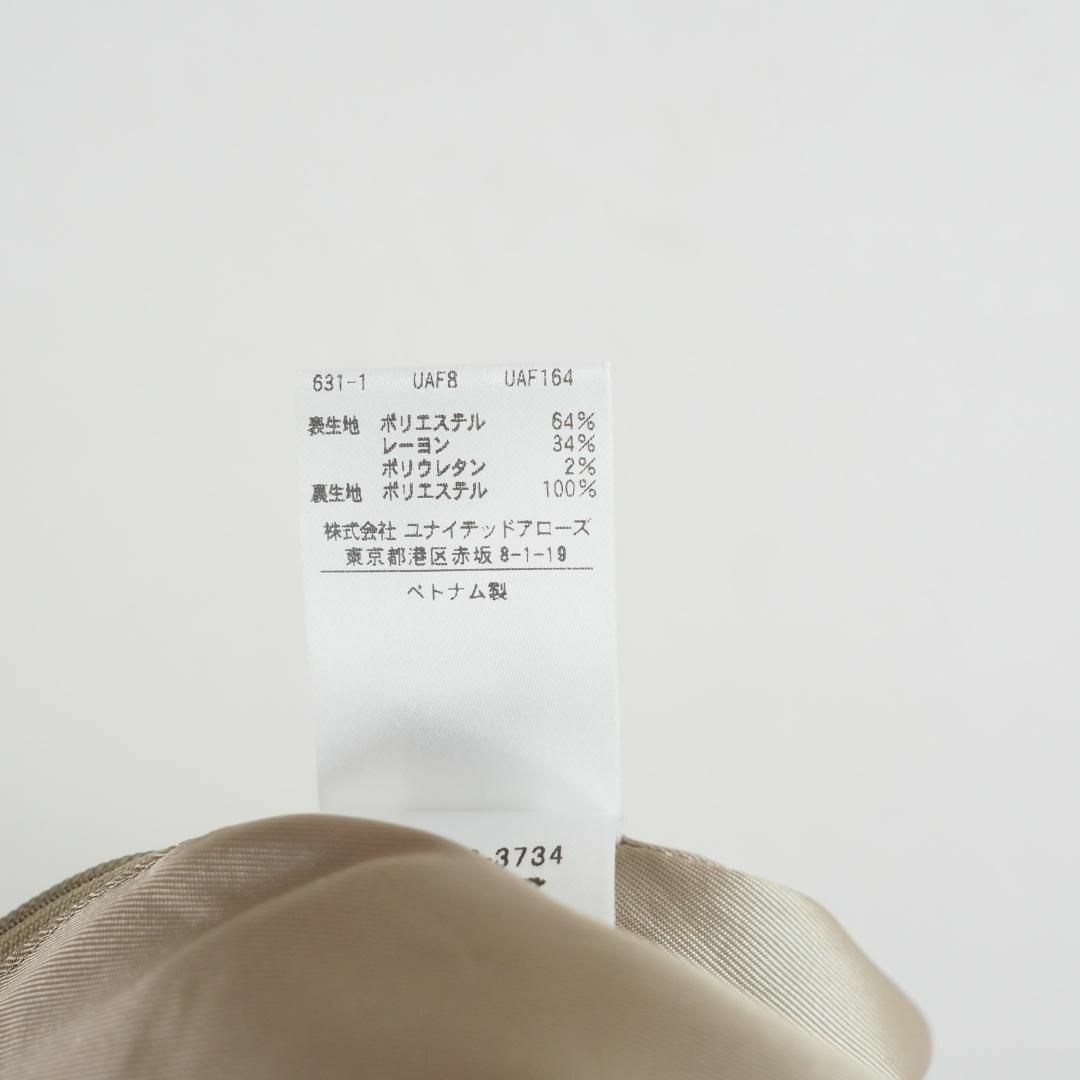 631-1 UAF8 UAF164
表生地 ポリエステル 64%
レーヨン 34%
ポリウレタン 2%
裏生地 ポリエステル 100%
株式会社 ユナイテッドアローズ
東京都港区赤坂 8-1-19
ベトナム製
-3734